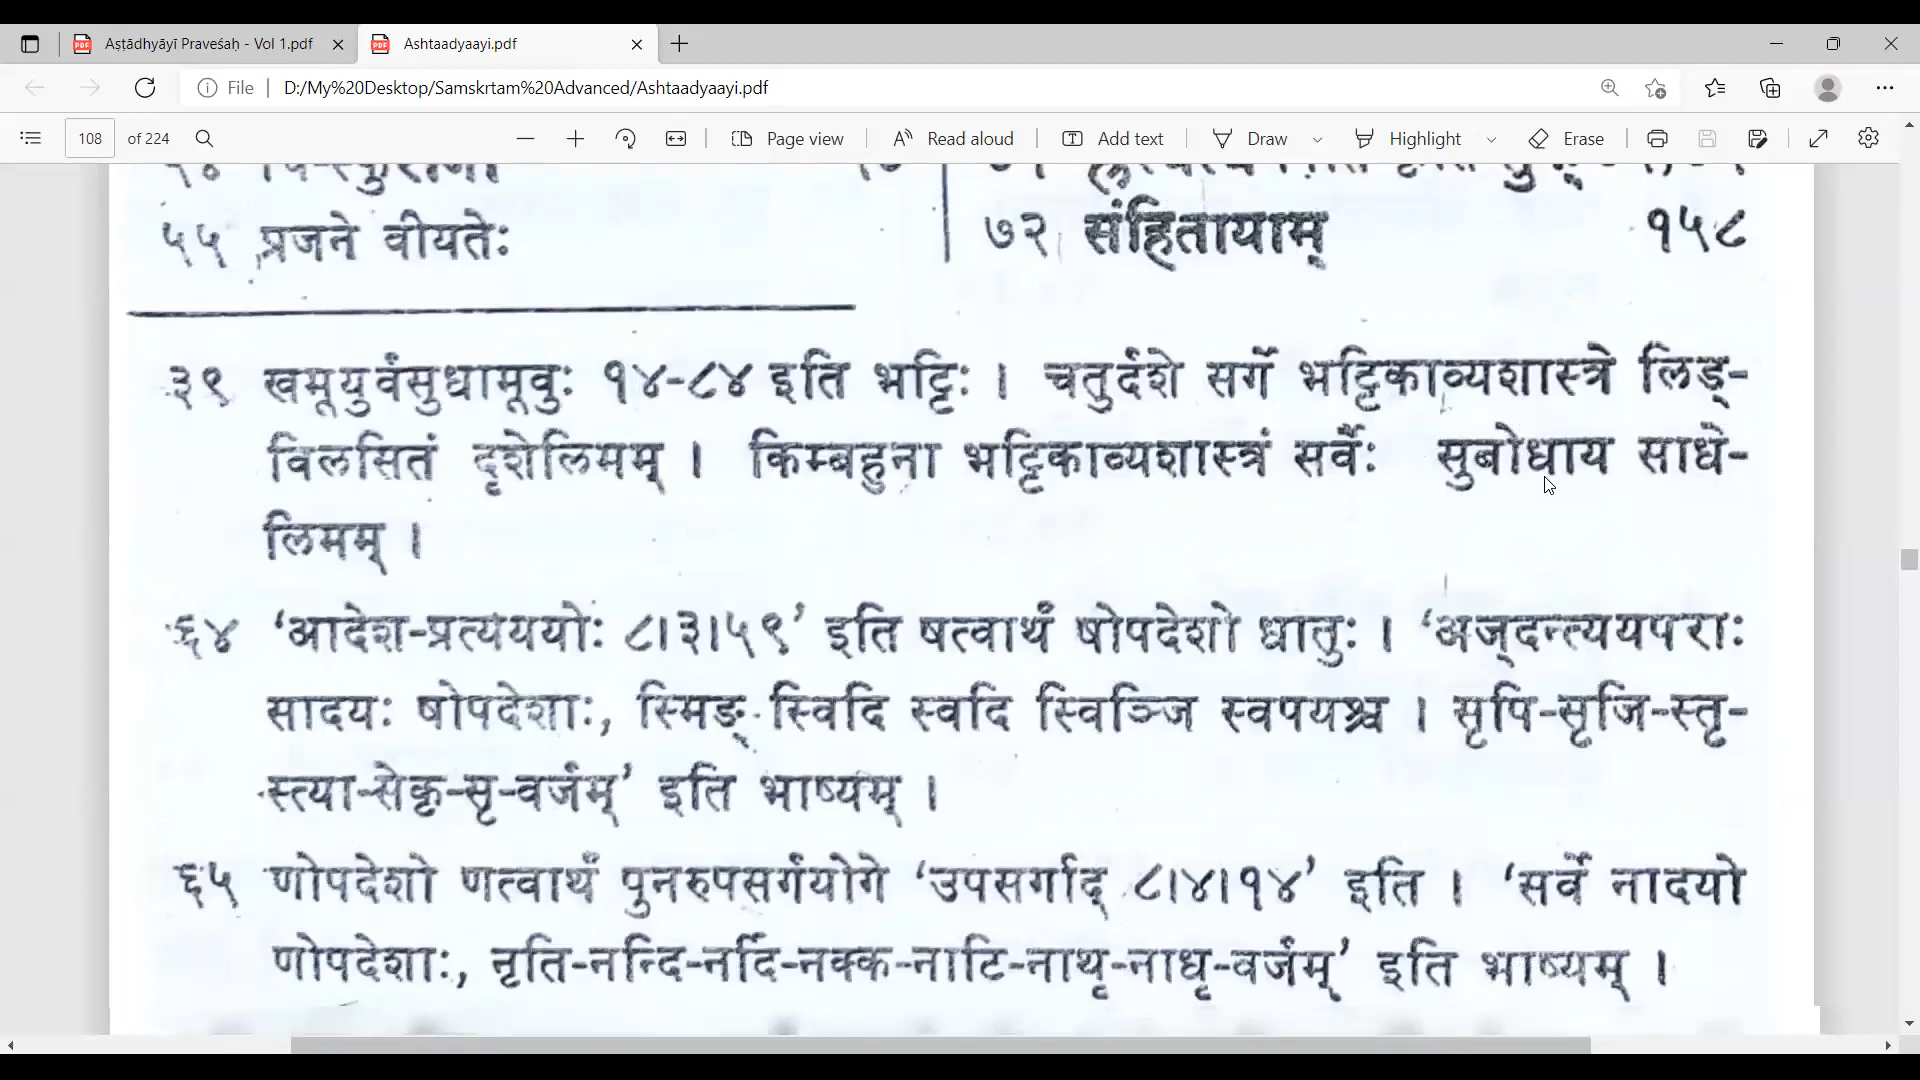 Aṣṭādhyāyī Praveśaḥ - Vol 1.pdf
Ashtaadyaayi.pdf
File
D:/My%20Desktop/Samskrtam%20Advanced/Ashtaadyaayi.pdf
108 of 224
Page view
Read aloud
Add text
Draw
Highlight
Erase
५५ प्रजने वीयतेः
७२ संहितायाम् १५८
३९ खमूयुर्वसुधामूवुः १४-८४ इति भट्टिः । चतुर्दशे सर्गे भट्टिकाव्यशास्त्रे लिड्-
विलसितं दृशेलिमम् । किम्बहुना भट्टिकाव्यशास्त्रं सर्वैः सुबोधाय साधे-
लिमम् ।
६४ ‘आदेश-प्रत्यययोः ८।३।५९’ इति षत्वार्थं षोपदेशो धातुः । ‘अज्दन्त्ययपराः
सादयः षोपदेशाः, स्मिङ् स्विदि स्वदि स्विञ्जि स्वपयश्च । सृपि-सृजि-स्तृ-
स्त्या-सेकृ-सृ-वर्जम्’ इति भाष्यम् ।
६५ णोपदेशो णत्वार्थं पुनरुपसर्गयोगे ‘उपसर्गाद् ८।४।१४’ इति । ‘सर्वे नादयो
णोपदेशाः, नृति-नन्दि-नर्दि-नक्क-नाटि-नाथृ-नाधृ-वर्जम्’ इति भाष्यम् ।